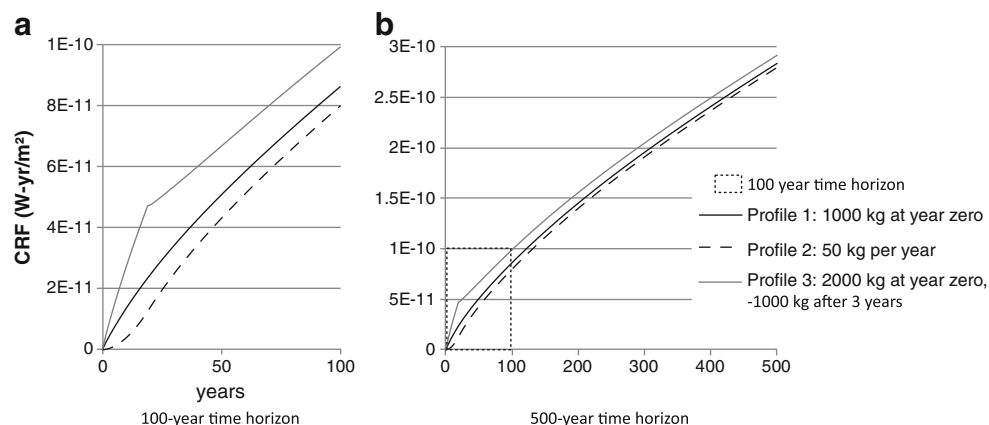 a
1E-10
8E-11
6E-11
4E-11
2E-11
0
CRF (W-yr/m²)
0 50 100
years
100-year time horizon
b
3E-10
2.5E-10
2E-10
1.5E-10
1E-10
5E-11
0
0 100 200 300 400 500
500-year time horizon
100 year time horizon
Profile 1: 1000 kg at year zero
Profile 2: 50 kg per year
Profile 3: 2000 kg at year zero,
-1000 kg after 3 years